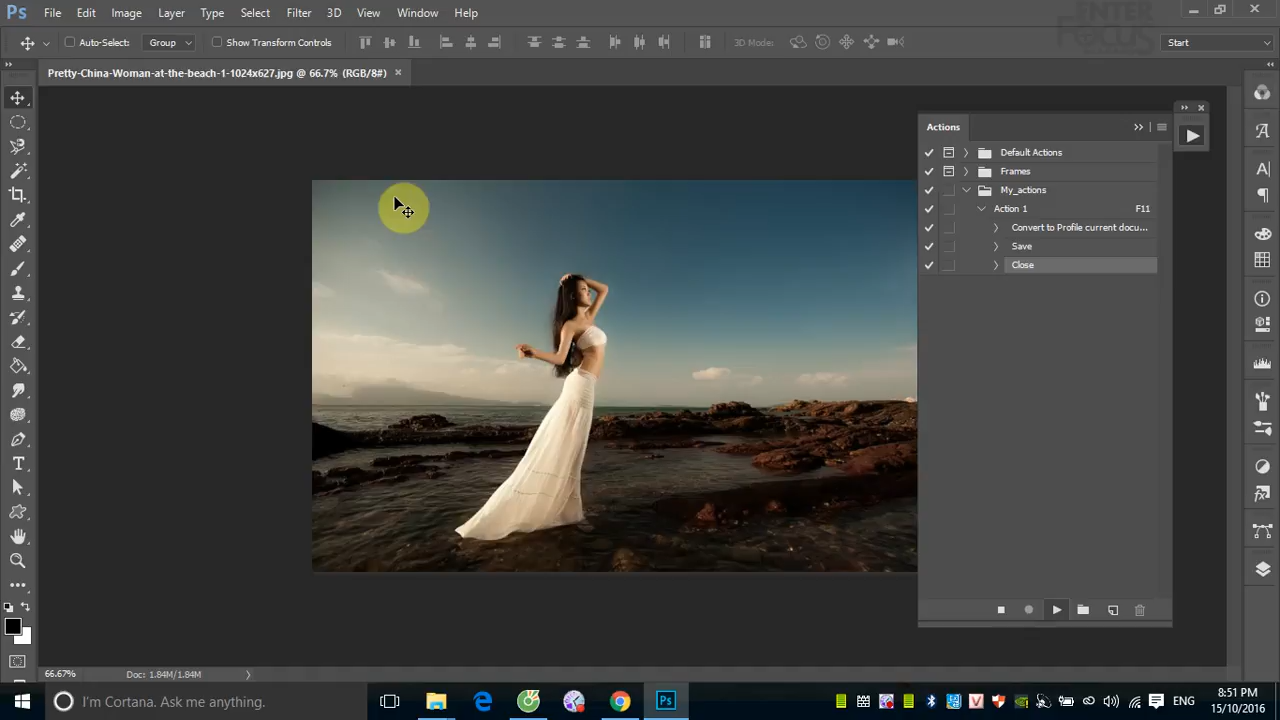 Ps File Edit Image Layer Type Select Filter 3D View Window Help
ENTER
FOCUS
Auto-Select: Group Show Transform Controls 3D Mode: Start
Pretty-China-Woman-at-the-beach-1-1024x627.jpg @ 66.7% (RGB/8#) ×
Actions
Default Actions
Frames
My_actions
Action 1 F11
Convert to Profile current docu...
Save
Close
66.67% Doc: 1.84M/1.84M
I'm Cortana. Ask me anything.
Ps
ENG
8:51 PM
15/10/2016